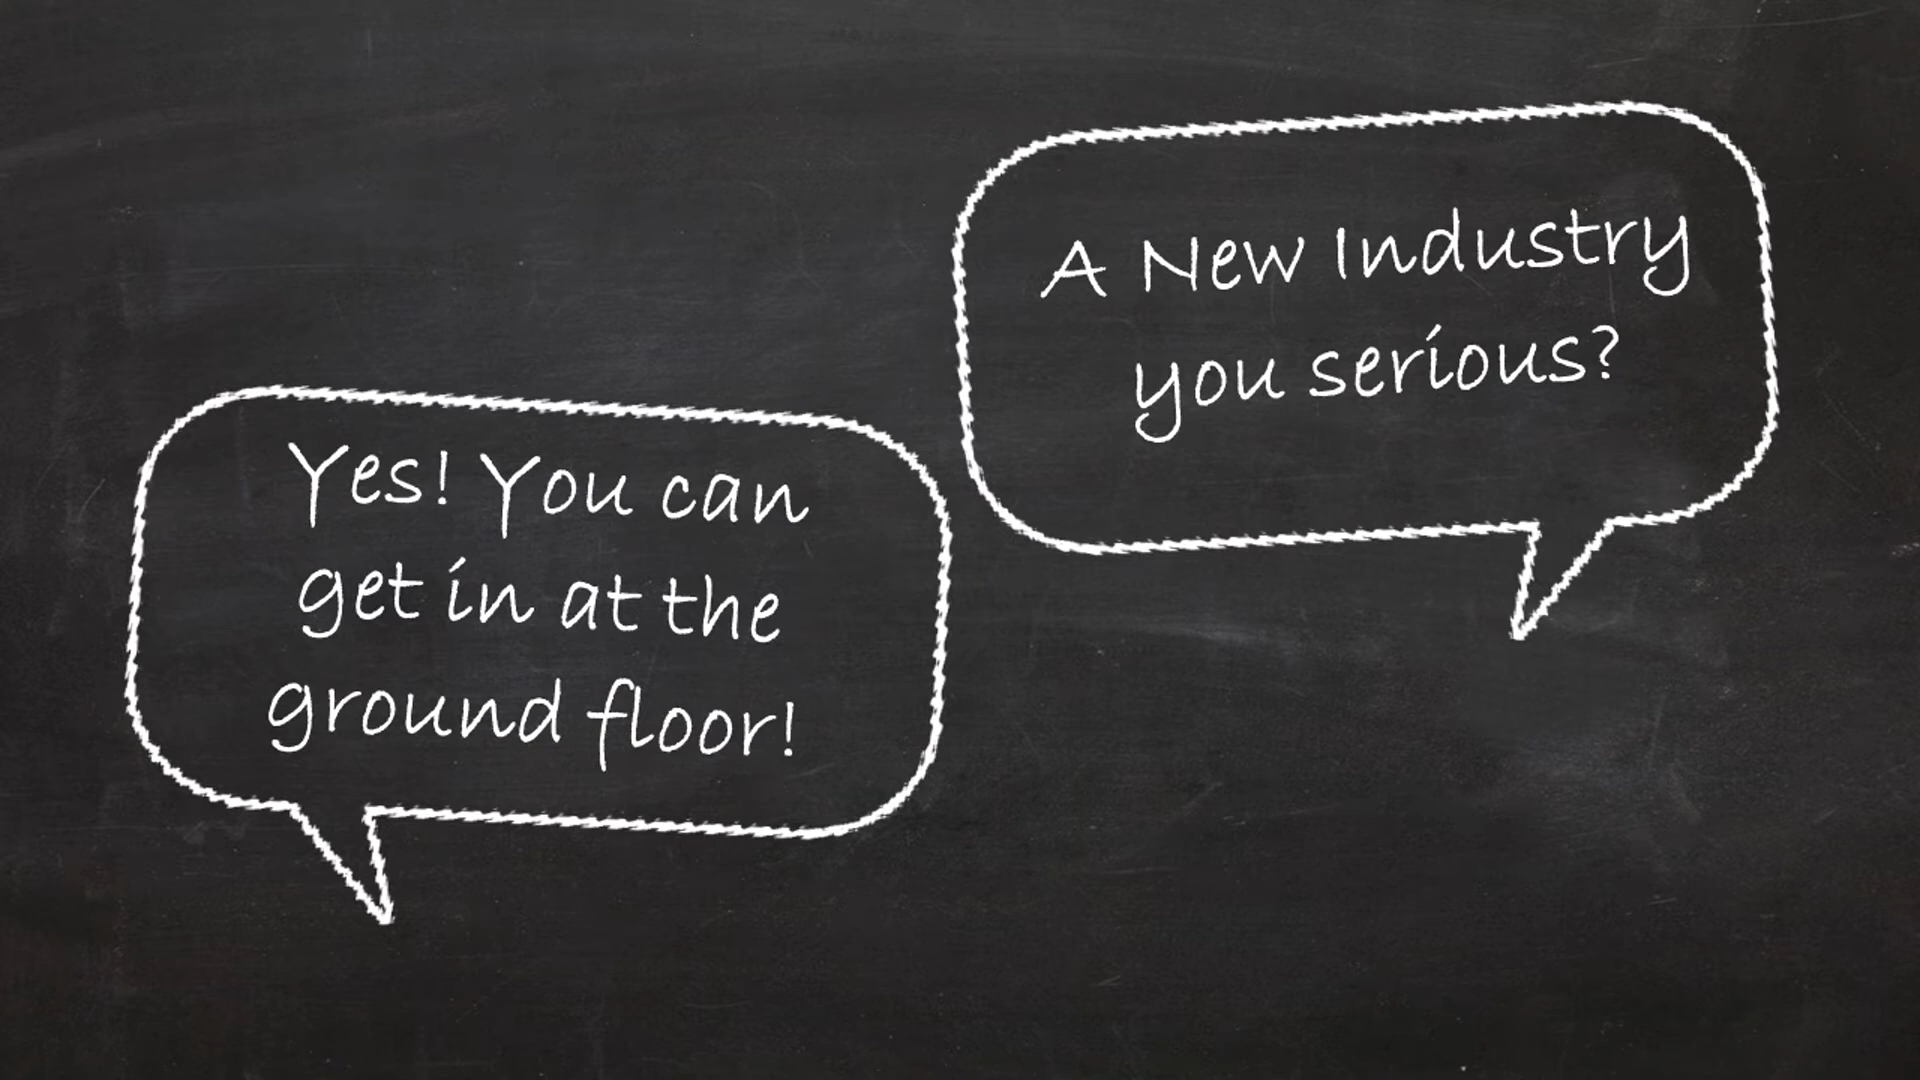 A New Industry
you serious?
Yes! You can
get in at the
ground floor!